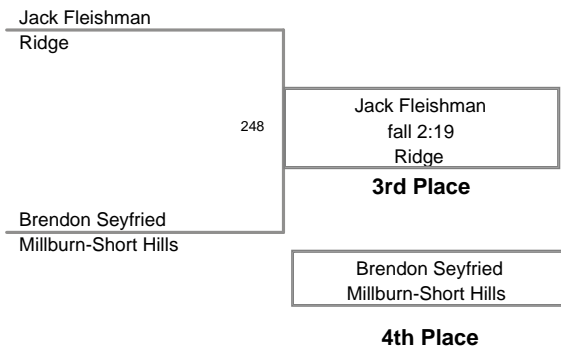 Jack Fleishman
Ridge
248
Jack Fleishman
fall 2:19
Ridge
3rd Place
Brendon Seyfried
Millburn-Short Hills
Brendon Seyfried
Millburn-Short Hills
4th Place